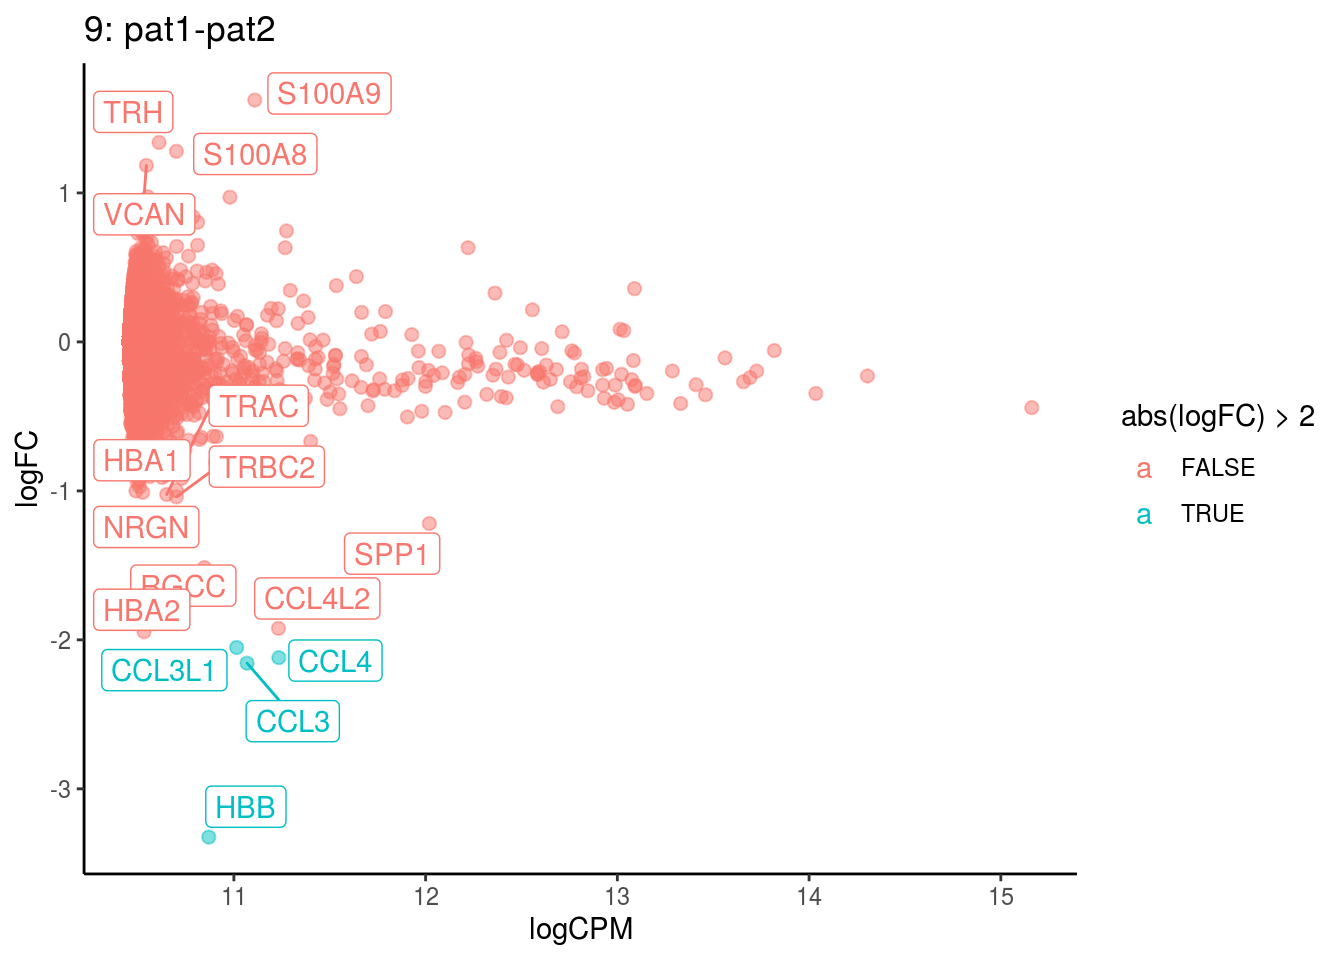 9: pat1-pat2
S100A9
TRH
S100A8
1
VCAN
0
TRAC
HBA1
TRBC2
-1
NRGN
SPP1
RGCC
CCL4L2
HBA2
-2
CCL3L1
CCL4
CCL3
-3
HBB
logFC
11
12
13
14
15
logCPM
abs(logFC) > 2
a FALSE
a TRUE